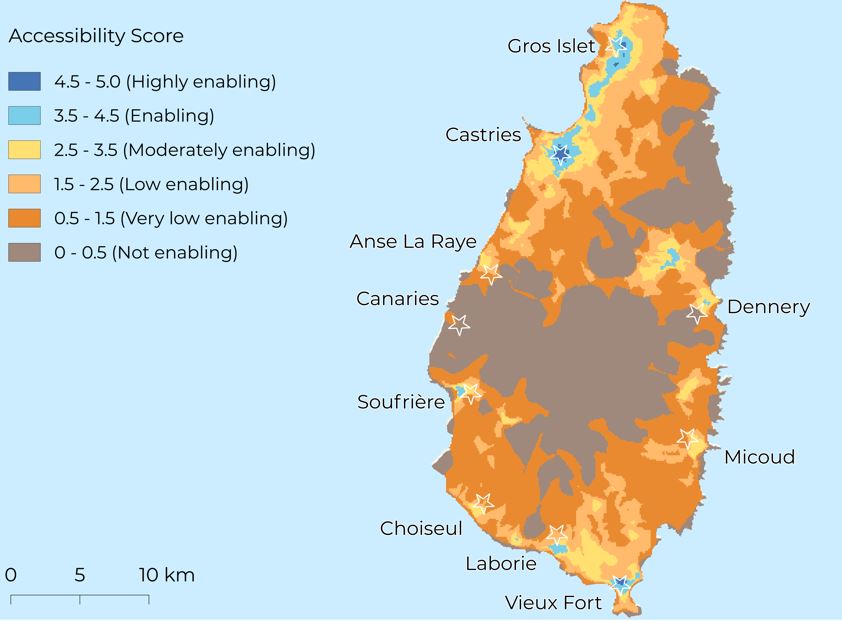 Accessibility Score
4.5 - 5.0 (Highly enabling)
3.5 - 4.5 (Enabling)
2.5 - 3.5 (Moderately enabling)
1.5 - 2.5 (Low enabling)
0.5 - 1.5 (Very low enabling)
0 - 0.5 (Not enabling)
Gros Islet
Castries
Anse La Raye
Canaries
Dennery
Soufrière
Micoud
Choiseul
Laborie
Vieux Fort
0 5 10 km